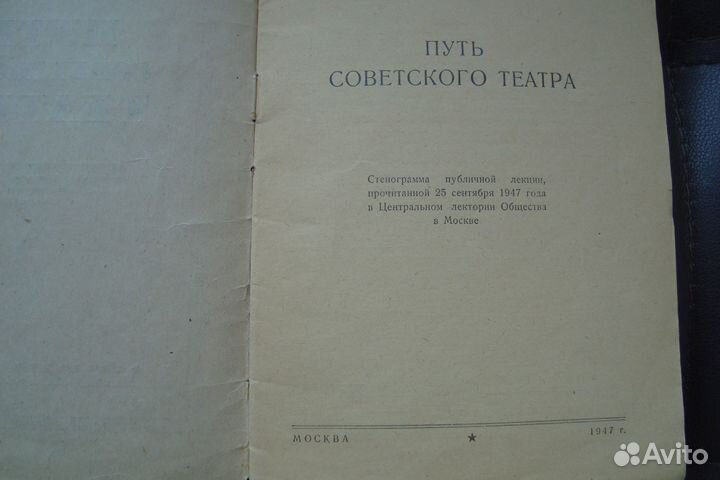 ПУТЬ
СОВЕТСКОГО ТЕАТРА
Стенограмма публичной лекции,
прочитанной 25 сентября 1947 года
в Центральном лектории Общества
в Москве
МОСКВА ★ 1947 г.
Avito